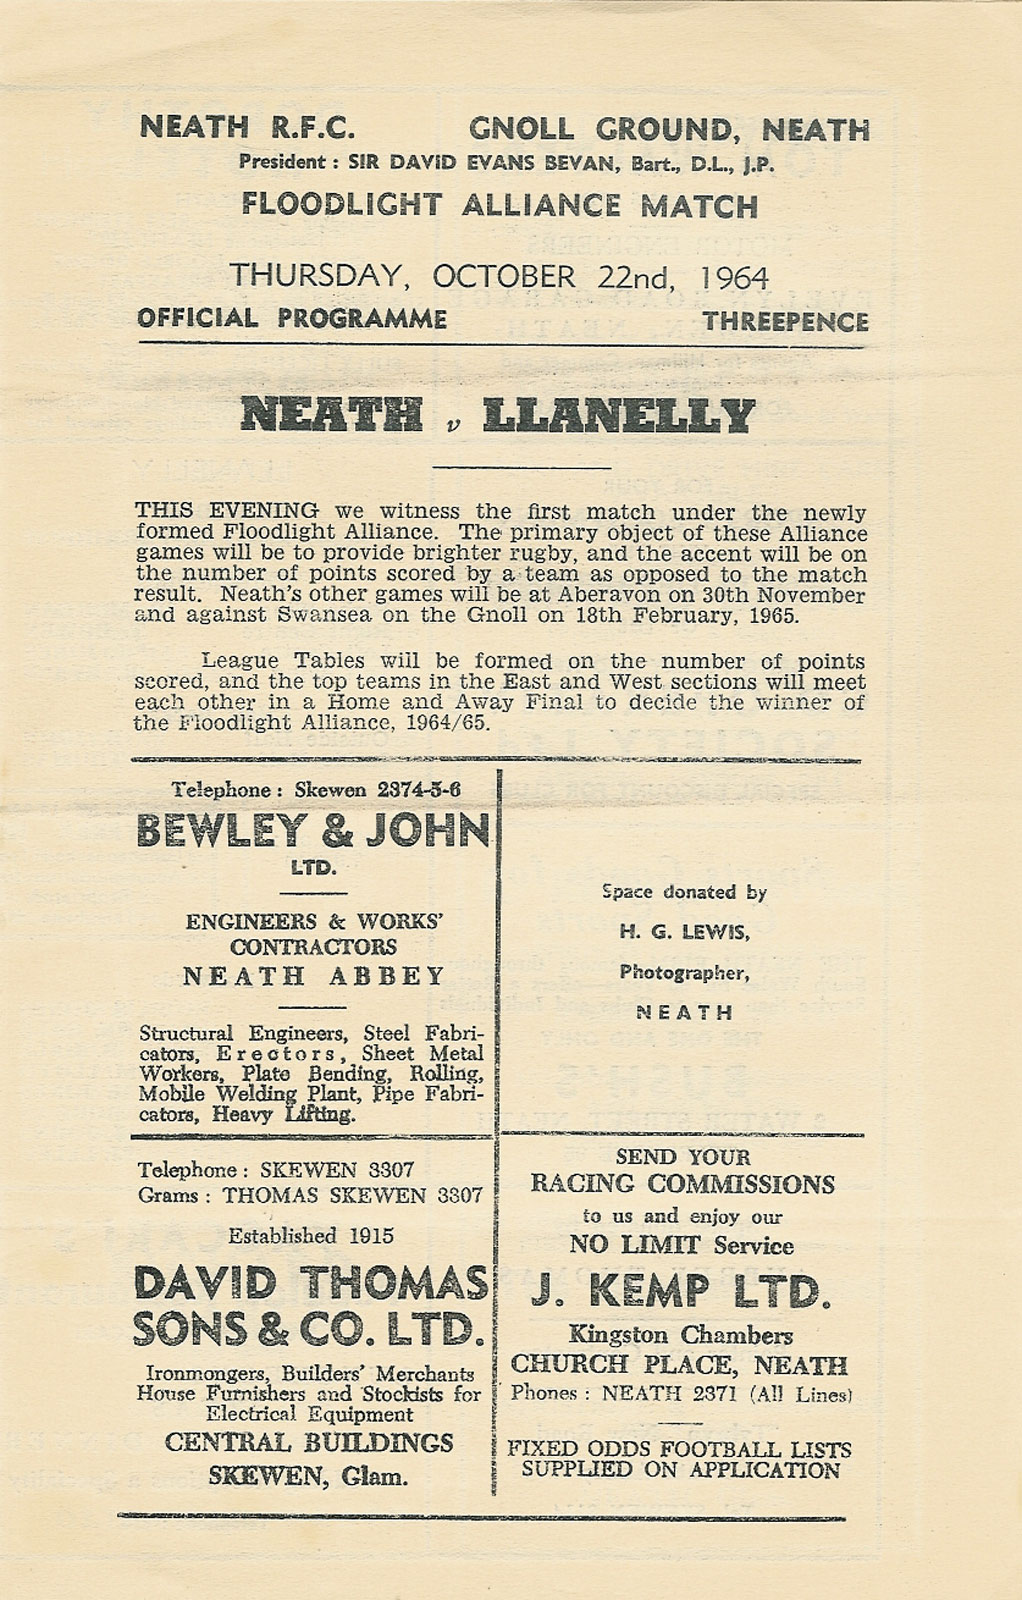 NEATH R.F.C. GNOLL GROUND, NEATH
President : SIR DAVID EVANS BEVAN, Bart., D.L., J.P.
FLOODLIGHT ALLIANCE MATCH
THURSDAY, OCTOBER 22nd, 1964
OFFICIAL PROGRAMME THREEPENCE
NEATH v LLANELLY
THIS EVENING we witness the first match under the newly
formed Floodlight Alliance. The primary object of these Alliance
games will be to provide brighter rugby, and the accent will be on
the number of points scored by a team as opposed to the match
result. Neath's other games will be at Aberavon on 30th November
and against Swansea on the Gnoll on 18th February, 1965.
League Tables will be formed on the number of points
scored, and the top teams in the East and West sections will meet
each other in a Home and Away Final to decide the winner of
the Floodlight Alliance, 1964/65.
Telephone : Skewen 2374-5-6
BEWLEY & JOHN
LTD.
ENGINEERS & WORKS'
CONTRACTORS
NEATH ABBEY
Structural Engineers, Steel Fabri-
cators, Erectors, Sheet Metal
Workers, Plate Bending, Rolling,
Mobile Welding Plant, Pipe Fabri-
cators, Heavy Lifting.
Space donated by
H. G. LEWIS,
Photographer,
NEATH
Telephone : SKEWEN 3307
Grams : THOMAS SKEWEN 3307
Established 1915
DAVID THOMAS
SONS & CO. LTD.
Ironmongers, Builders' Merchants
House Furnishers and Stockists for
Electrical Equipment
CENTRAL BUILDINGS
SKEWEN, Glam.
SEND YOUR
RACING COMMISSIONS
to us and enjoy our
NO LIMIT Service
J. KEMP LTD.
Kingston Chambers
CHURCH PLACE, NEATH
Phones : NEATH 2371 (All Lines)
FIXED ODDS FOOTBALL LISTS
SUPPLIED ON APPLICATION